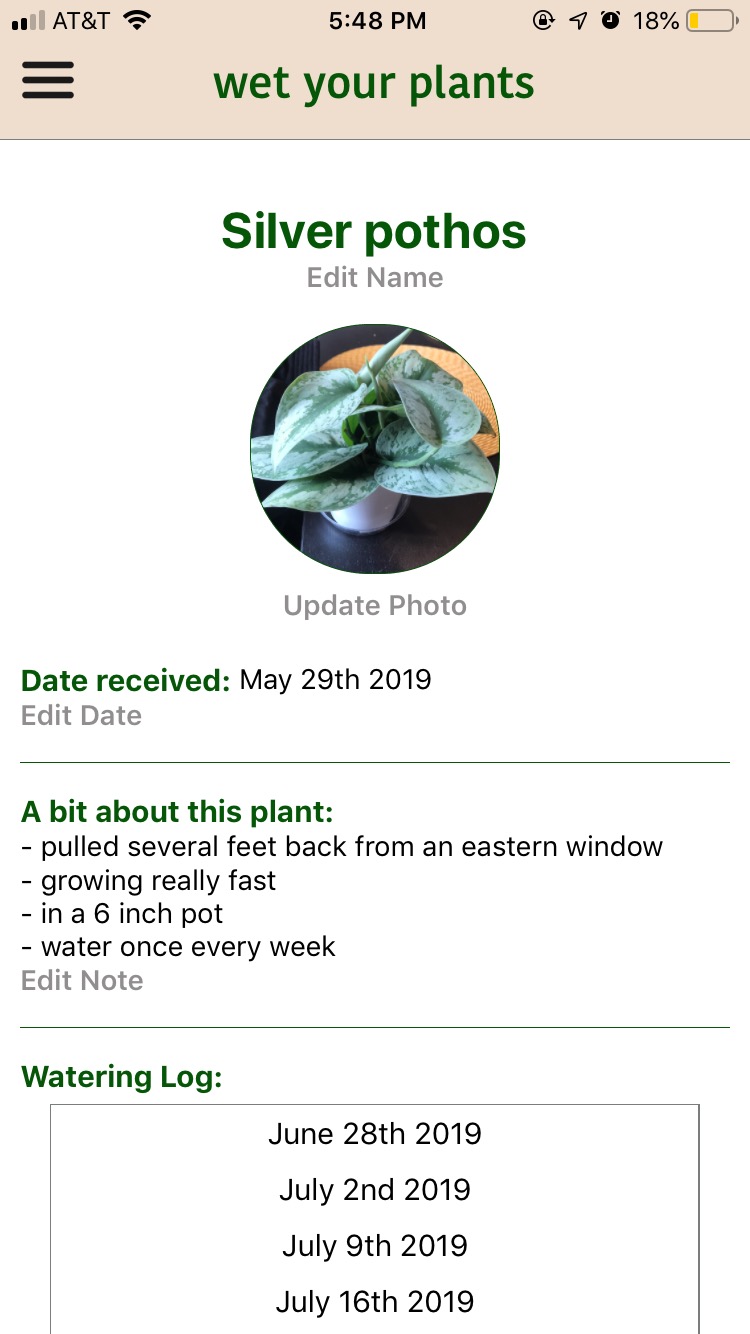 AT&T 5:48 PM 18%
wet your plants
Silver pothos
Edit Name
Update Photo
Date received: May 29th 2019
Edit Date
A bit about this plant:
- pulled several feet back from an eastern window
- growing really fast
- in a 6 inch pot
- water once every week
Edit Note
Watering Log:
June 28th 2019
July 2nd 2019
July 9th 2019
July 16th 2019